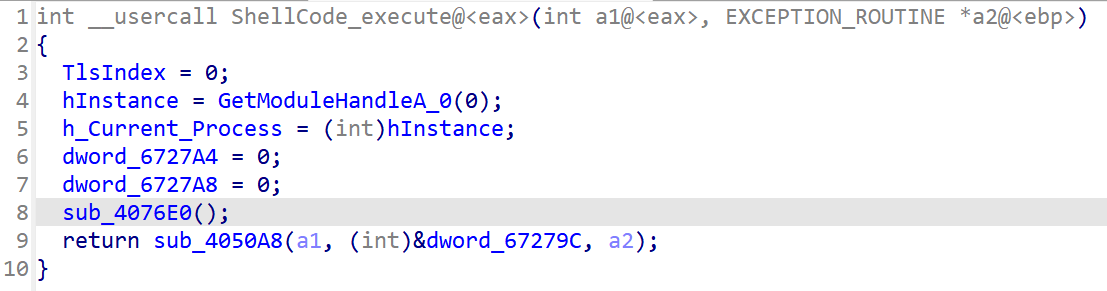 1 int __usercall ShellCode_execute@<eax>(int a1@<eax>, EXCEPTION_ROUTINE *a2@<ebp>)
2 {
3   TlsIndex = 0;
4   hInstance = GetModuleHandleA_0(0);
5   h_Current_Process = (int)hInstance;
6   dword_6727A4 = 0;
7   dword_6727A8 = 0;
8   sub_4076E0();
9   return sub_4050A8(a1, (int)&dword_67279C, a2);
10 }